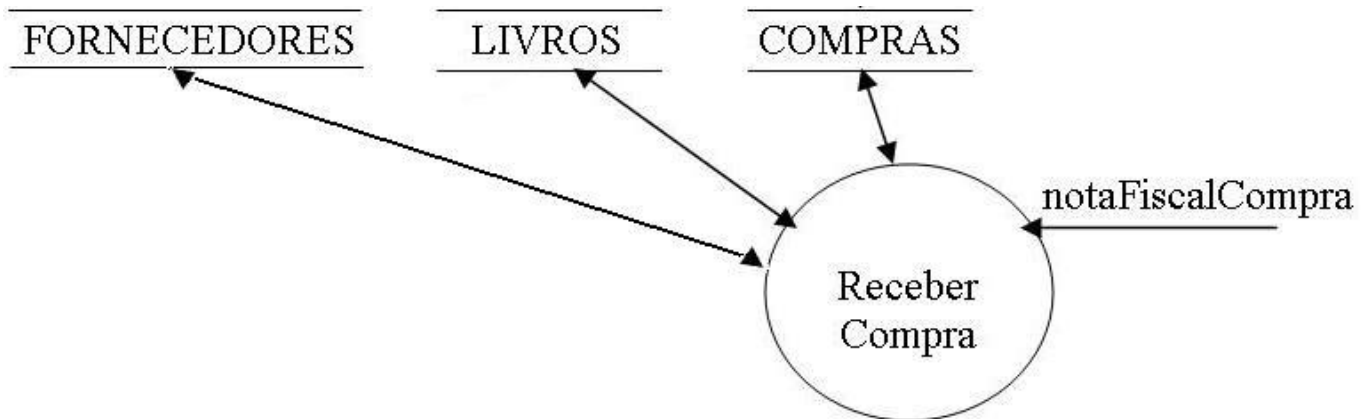 FORNECEDORES
LIVROS
COMPRAS
notaFiscalCompra
Receber
Compra